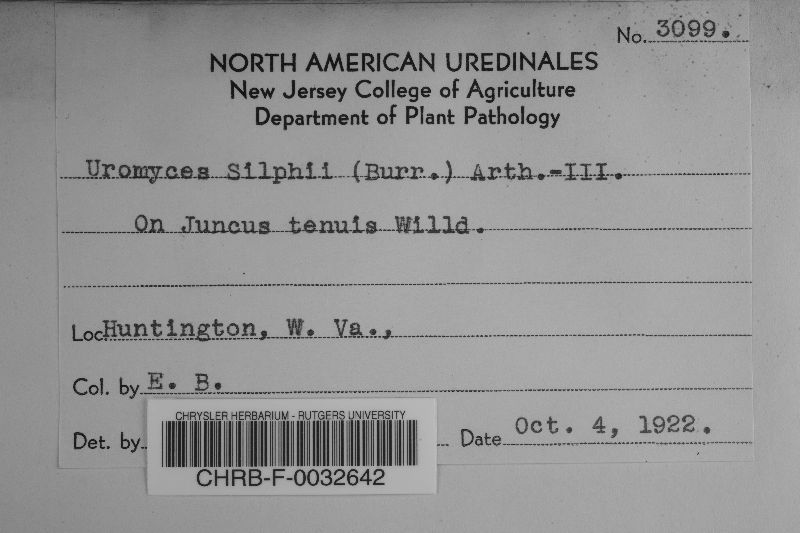 No. 3099.
NORTH AMERICAN UREDINALES
New Jersey College of Agriculture
Department of Plant Pathology
Uromyces Silphii (Burr.) Arth.-III.
On Juncus tenuis Willd.
Loc Huntington, W. Va.,
Col. by E. B.
Det. by
Date Oct. 4, 1922.
CHRYSLER HERBARIUM - RUTGERS UNIVERSITY
CHRB-F-0032642